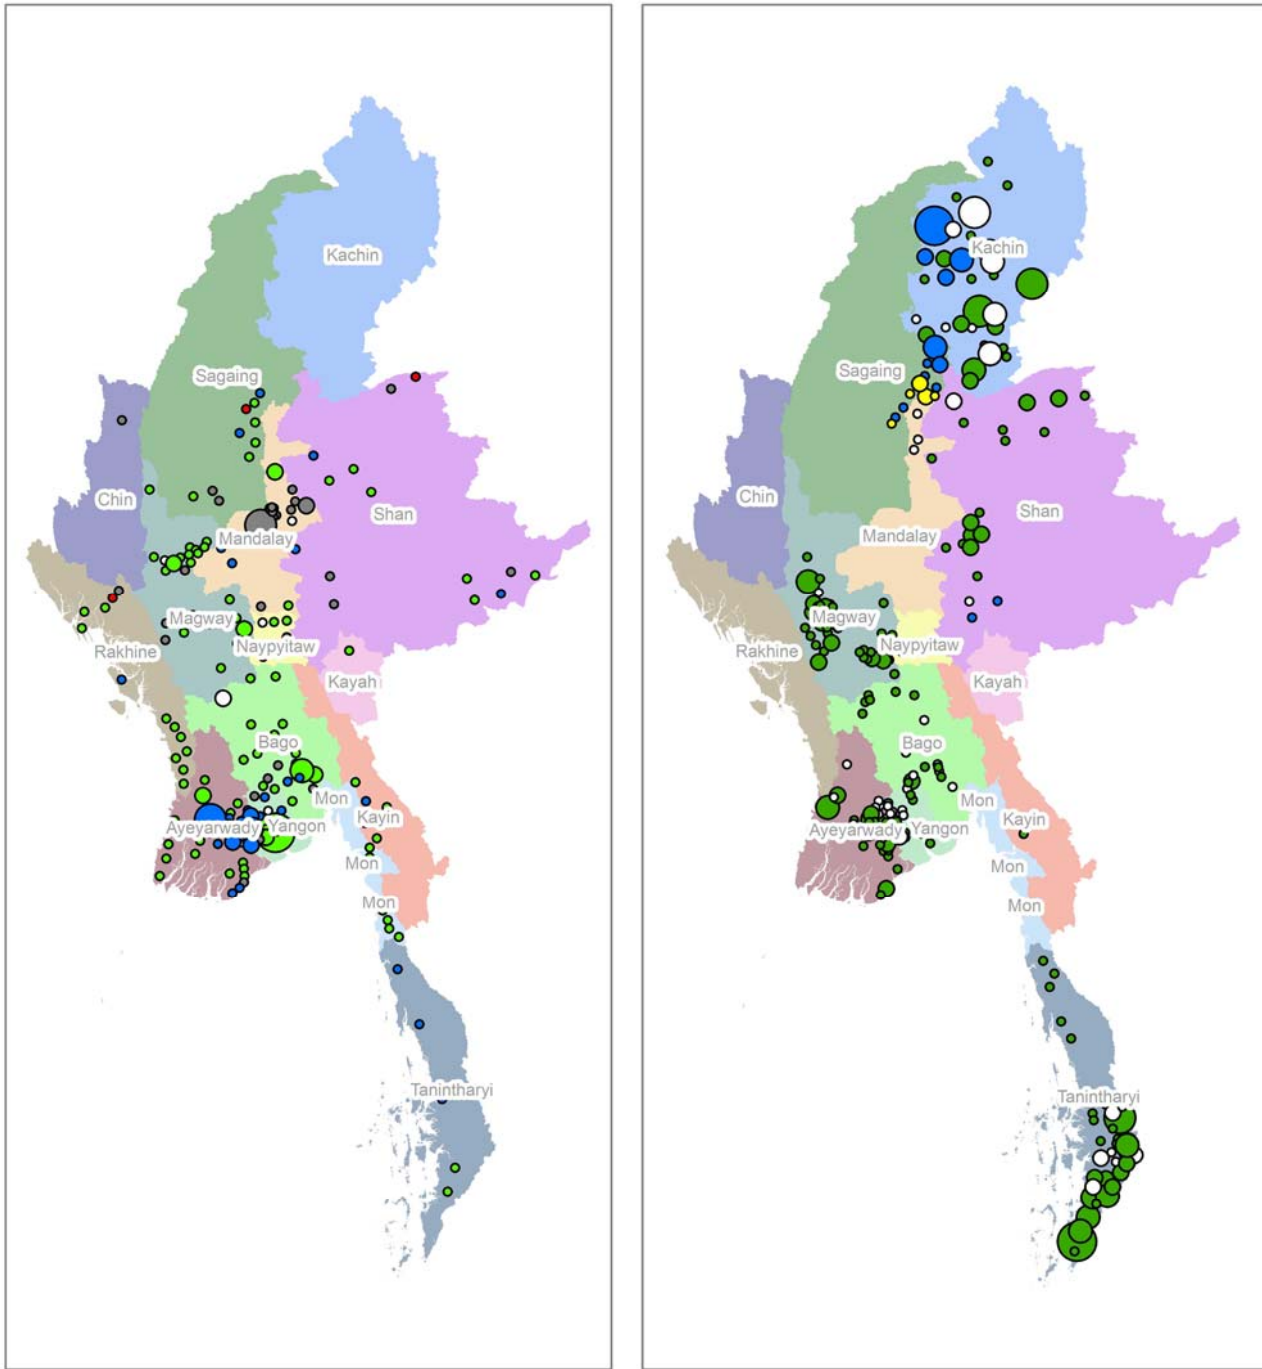 Kachin
Sagaing
Chin
Shan
Mandalay
Magway
Rakhine
Naypyitaw
Kayah
Bago
Mon
Kayin
Ayeyarwady
Yangon
Mon
Mon
Tanintharyi
Kachin
Sagaing
Chin
Shan
Mandalay
Magway
Rakhine
Naypyitaw
Kayah
Bago
Mon
Kayin
Ayeyarwady
Yangon
Mon
Mon
Tanintharyi